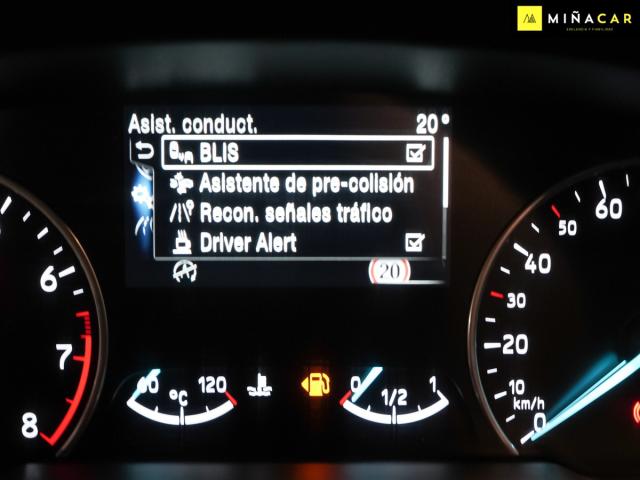 MIÑACAR
Asist. conduct. 20°
BLIS
Asistente de pre-colisión
Recon. señales tráfico
Driver Alert
20
6
7
8
60 °C 120
0 1/2 1
60
50
40
30
20
10
km/h
0